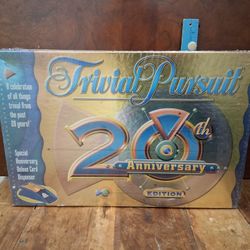 Trivial Pursuit
A celebration
of all things
trivial from the
past
20 years!
20th
Anniversary
EDITION
Special
Anniversary
Deluxe Card
Dispenser